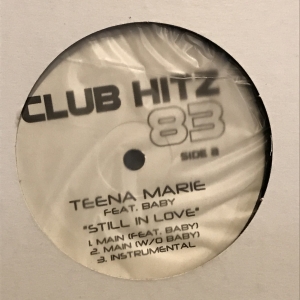 CLUB HITZ
83
SIDE B
TEENA MARIE
FEAT. BABY
"STILL IN LOVE"
1. MAIN (FEAT. BABY)
2. MAIN (W/O BABY)
3. INSTRUMENTAL